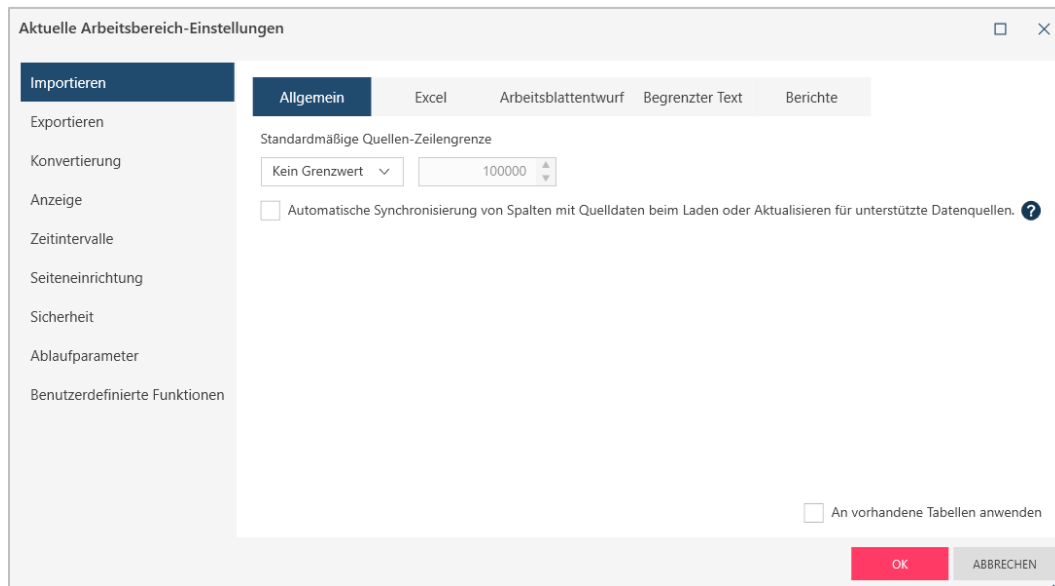 Aktuelle Arbeitsbereich-Einstellungen
Importieren
Exportieren
Konvertierung
Anzeige
Zeitintervalle
Seiteneinrichtung
Sicherheit
Ablaufparameter
Benutzerdefinierte Funktionen
Allgemein Excel Arbeitsblattentwurf Begrenzter Text Berichte
Standardmäßige Quellen-Zeilengrenze
Kein Grenzwert 100000
Automatische Synchronisierung von Spalten mit Quelldaten beim Laden oder Aktualisieren für unterstützte Datenquellen. ?
An vorhandene Tabellen anwenden
OK ABBRECHEN